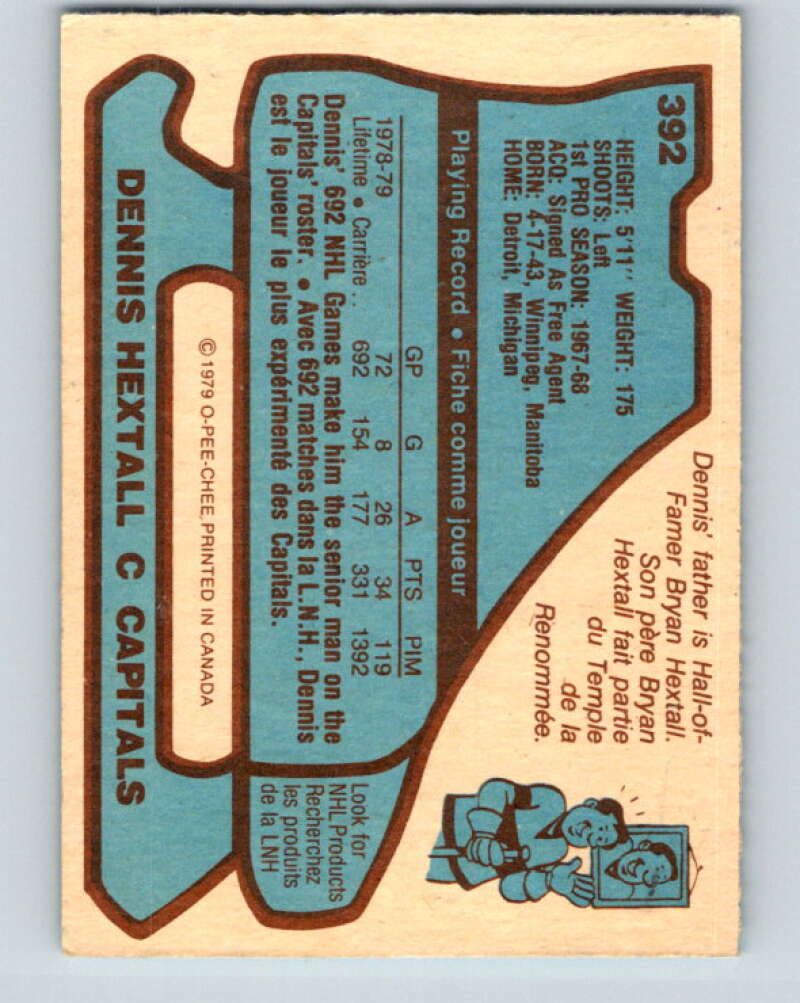 392
HEIGHT: 5'11" WEIGHT: 175
SHOOTS: Left
1st PRO SEASON: 1967-68
ACQ: Signed As Free Agent
BORN: 4-17-43, Winnipeg, Manitoba
HOME: Detroit, Michigan
Dennis' father is Hall-of-
Famer Bryan Hextall.
Son père Bryan
Hextall fait partie
du Temple
de la
Renommée.
Playing Record • Fiche comme joueur
GP G A PTS PIM
1978-79 72 8 26 34 119
Lifetime • Carrière .. 692 154 177 331 1392
Dennis' 692 NHL Games make him the senior man on the
Capitals' roster. • Avec 692 matches dans la L.N.H., Dennis
est le joueur le plus expérimenté des Capitals.
Look for
NHL Products
Recherchez
les produits
de la LNH
© 1979 O-PEE-CHEE, PRINTED IN CANADA
DENNIS HEXTALL C CAPITALS